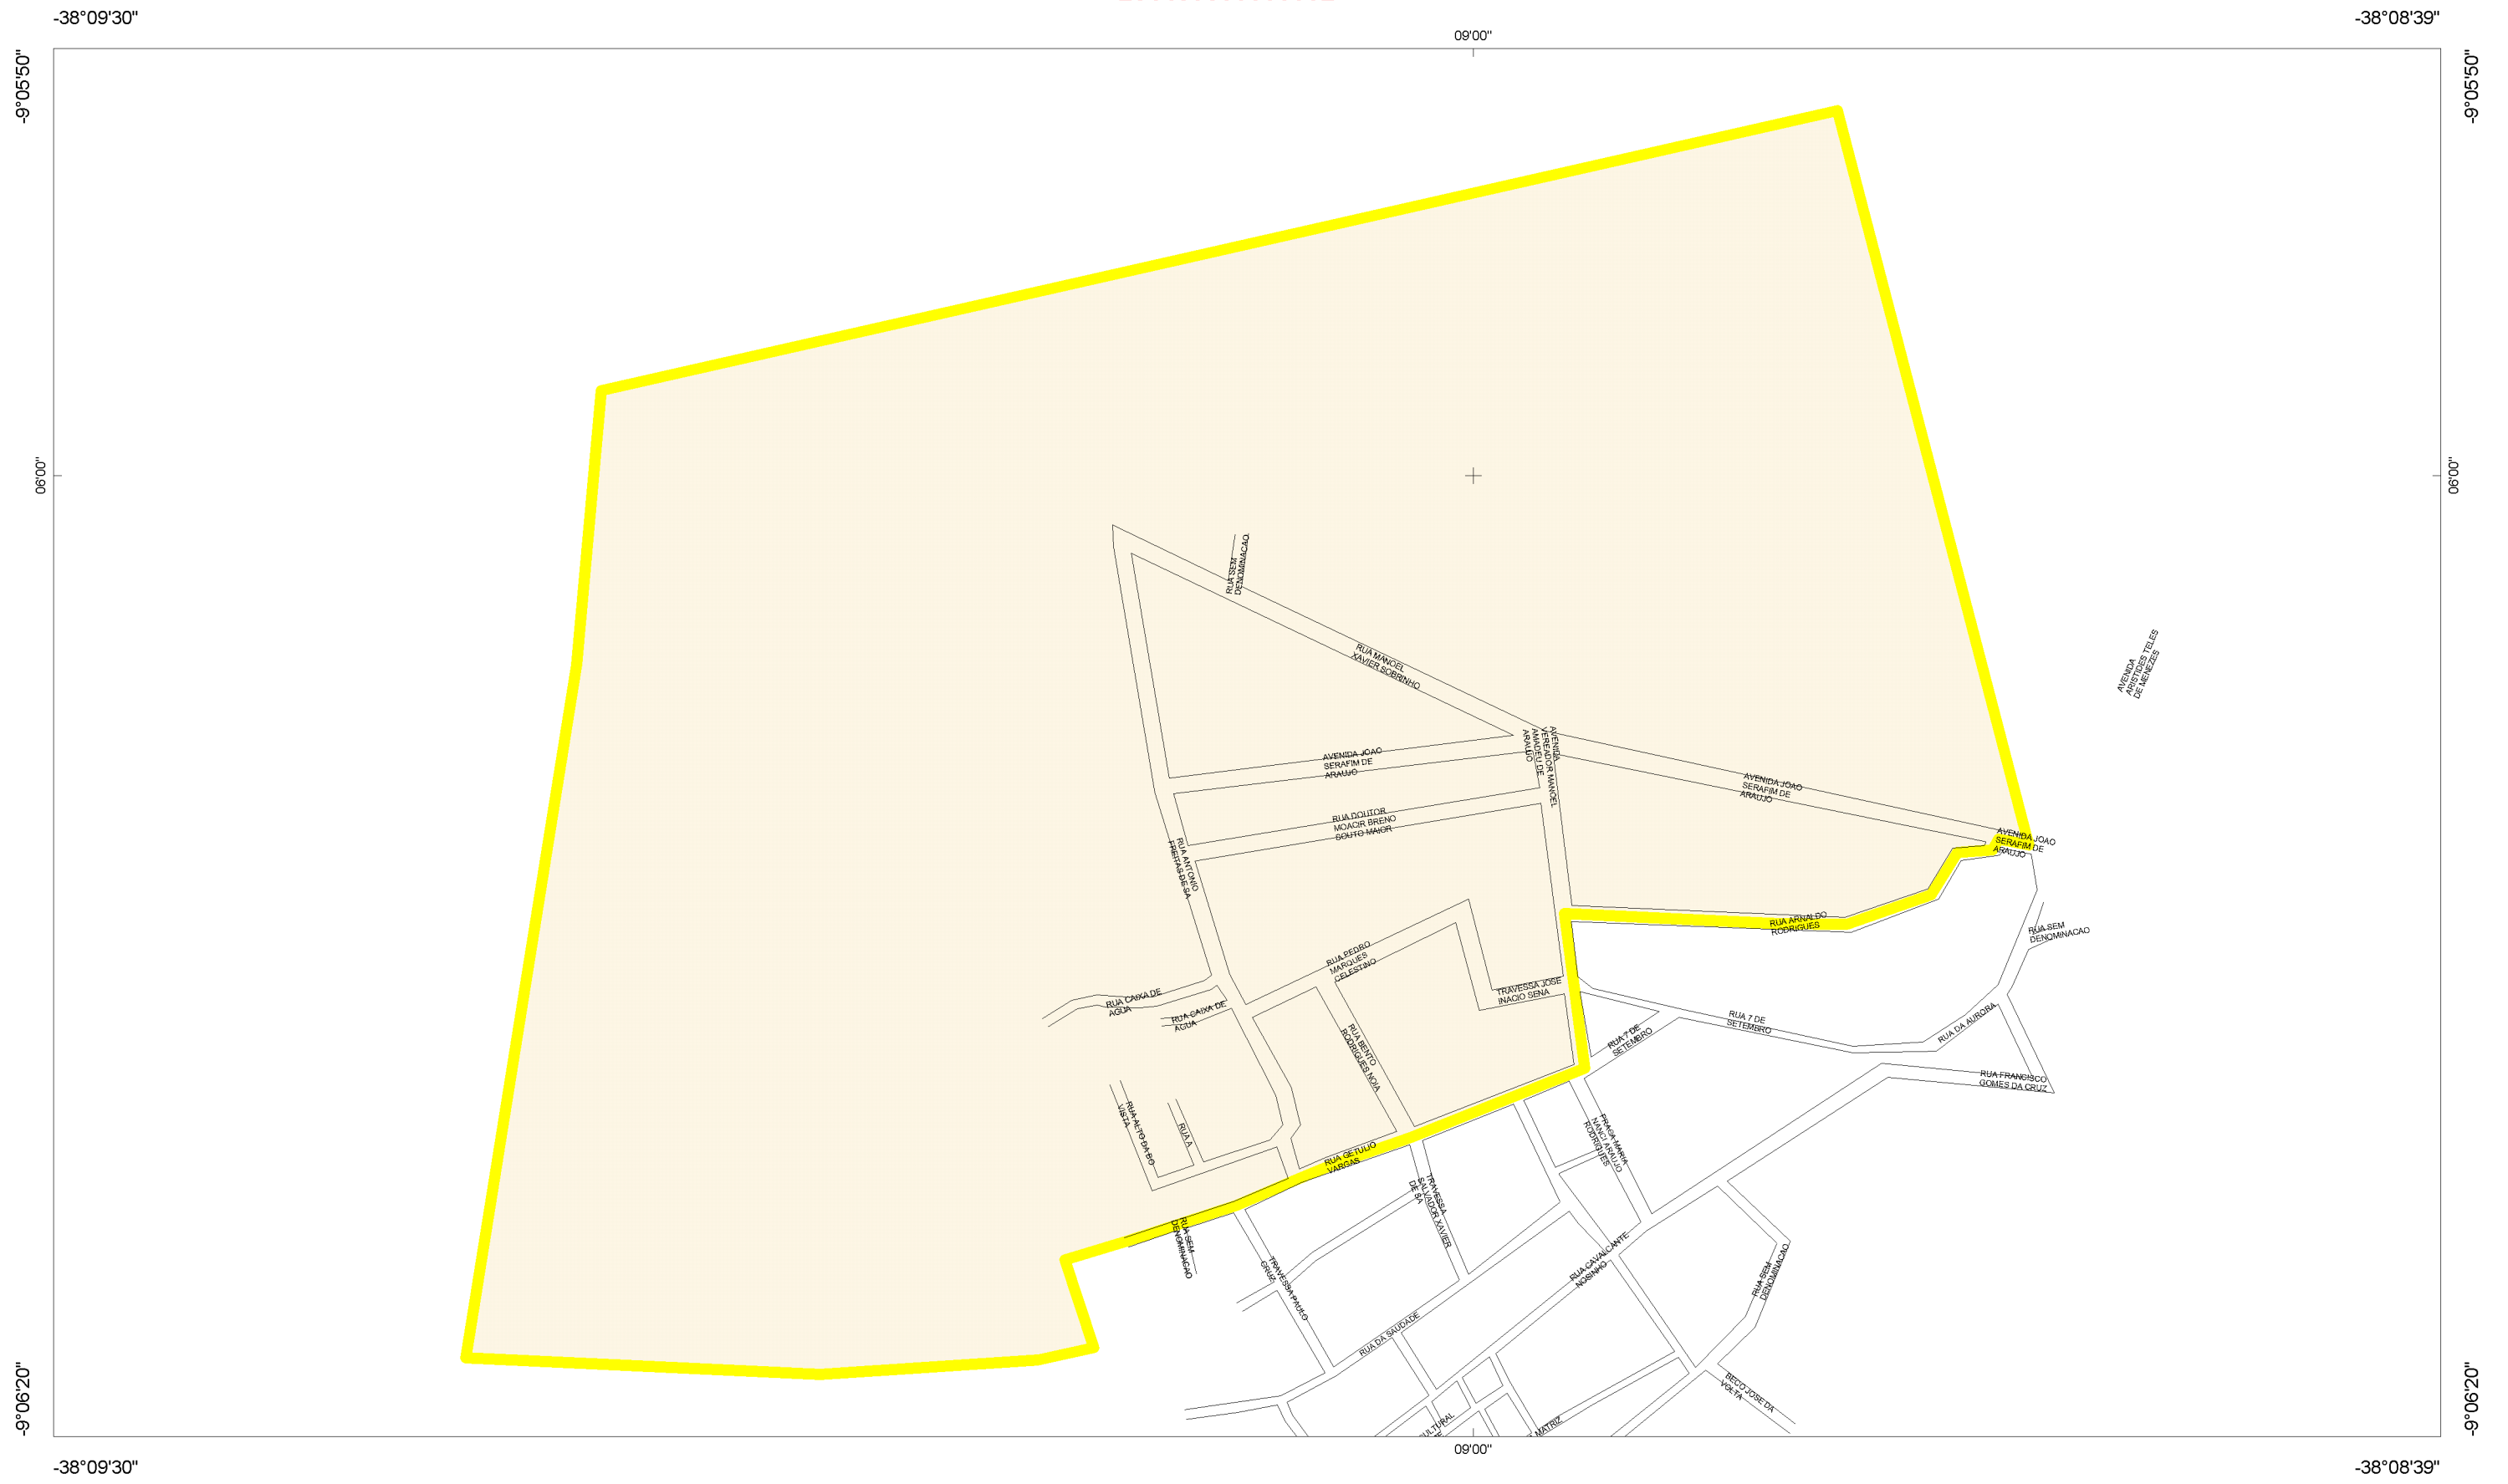 -38°09'30"
-38°08'39"
09'00"
-9°05'50"
-9°05'50"
06'00"
06'00"
RUA SEM
DENOMINACAO
RUA MANOEL
XAVIER SOBRINHO
AVENIDA
ARISTIDES TELES
DE MENEZES
AVENIDA
VEREADOR MANOEL
AMADEU DE
ARAUJO
AVENIDA JOAO
SERAFIM DE
ARAUJO
AVENIDA JOAO
SERAFIM DE
ARAUJO
AVENIDA JOAO
SERAFIM DE
ARAUJO
RUA DOUTOR
MOACIR BRENO
SOUTO MAIOR
RUA ANTONIO
FREITAS DE SA
RUA ARNALDO
RODRIGUES
RUA SEM
DENOMINACAO
RUA PEDRO
MARQUES
CELESTINO
TRAVESSA JOSE
INACIO SENA
RUA CAIXA DE
AGUA
RUA CAIXA DE
AGUA
RUA 7 DE
SETEMBRO
RUA 7 DE
SETEMBRO
RUA DA AURORA
RUA BENTO
RODRIGUES NOIA
RUA FRANCISCO
GOMES DA CRUZ
RUA ALTO DA BO
VISTA
RUA A
PRACA MARIA
NANCI ARAUJO
RODRIGUES
RUA GETULIO
VARGAS
TRAVESSA
SALVADOR XAVIER
DE SA
RUA SEM
DENOMINACAO
TRAVESSA PAULO
CRUZ
RUA CAVALCANTE
NOSINHO
RUA SEM
DENOMINACAO
RUA DA SAUDADE
BECO JOSE DA
VOLTA
MATRIZ
-9°06'20"
-9°06'20"
09'00"
-38°09'30"
-38°08'39"